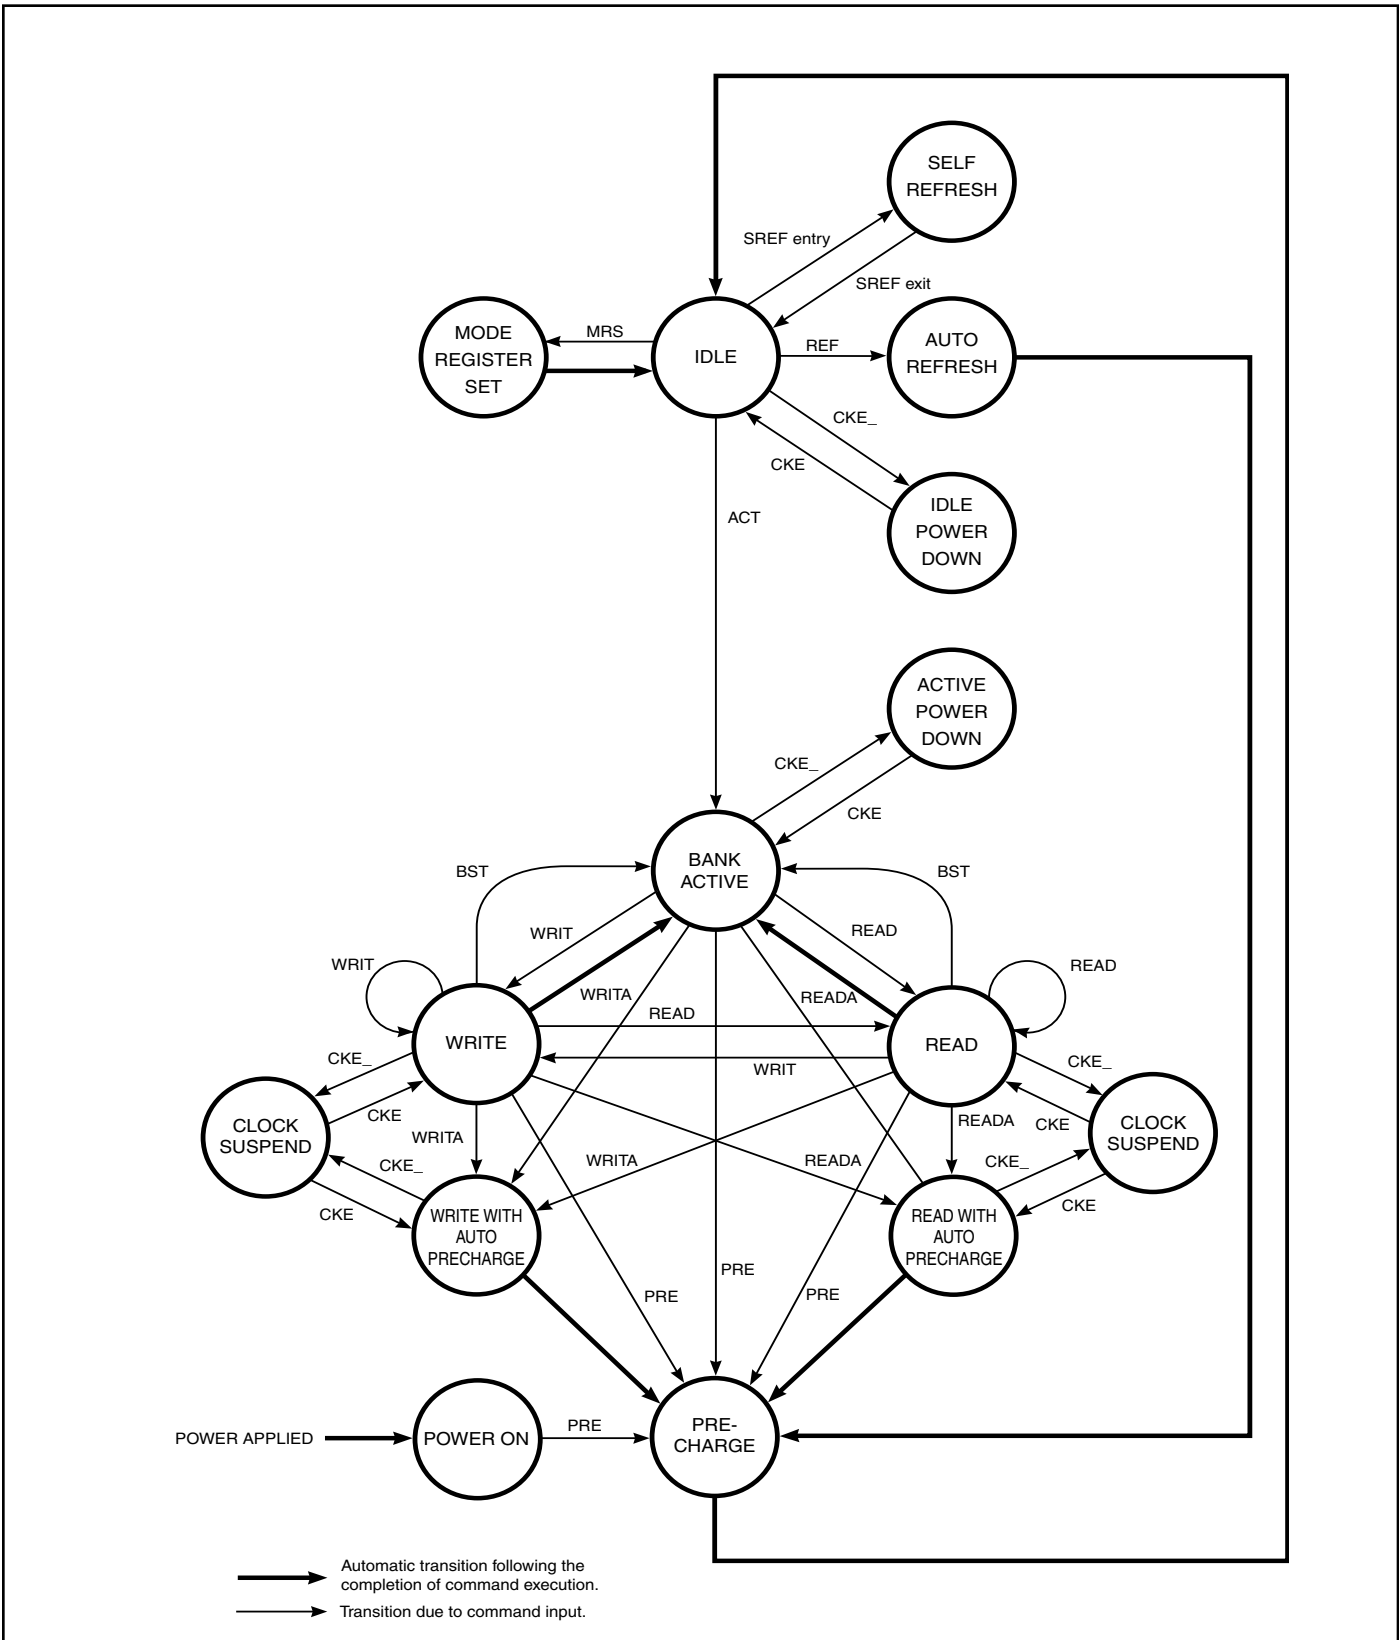 SELF
REFRESH
SREF entry
SREF exit
MODE
REGISTER
SET
MRS
IDLE
REF
AUTO
REFRESH
CKE_
CKE
IDLE
POWER
DOWN
ACT
ACTIVE
POWER
DOWN
CKE_
CKE
BANK
ACTIVE
BST
BST
WRIT
READ
WRIT
READ
WRITA
READA
READ
WRITE
READ
WRIT
CKE_
CKE_
CKE
CKE
CLOCK
SUSPEND
CLOCK
SUSPEND
WRITA
READA
CKE_
WRITA
READA
CKE_
CKE
CKE
WRITE WITH
AUTO
PRECHARGE
READ WITH
AUTO
PRECHARGE
PRE
PRE
PRE
POWER APPLIED
POWER ON
PRE
PRE-
CHARGE
Automatic transition following the
completion of command execution.
Transition due to command input.